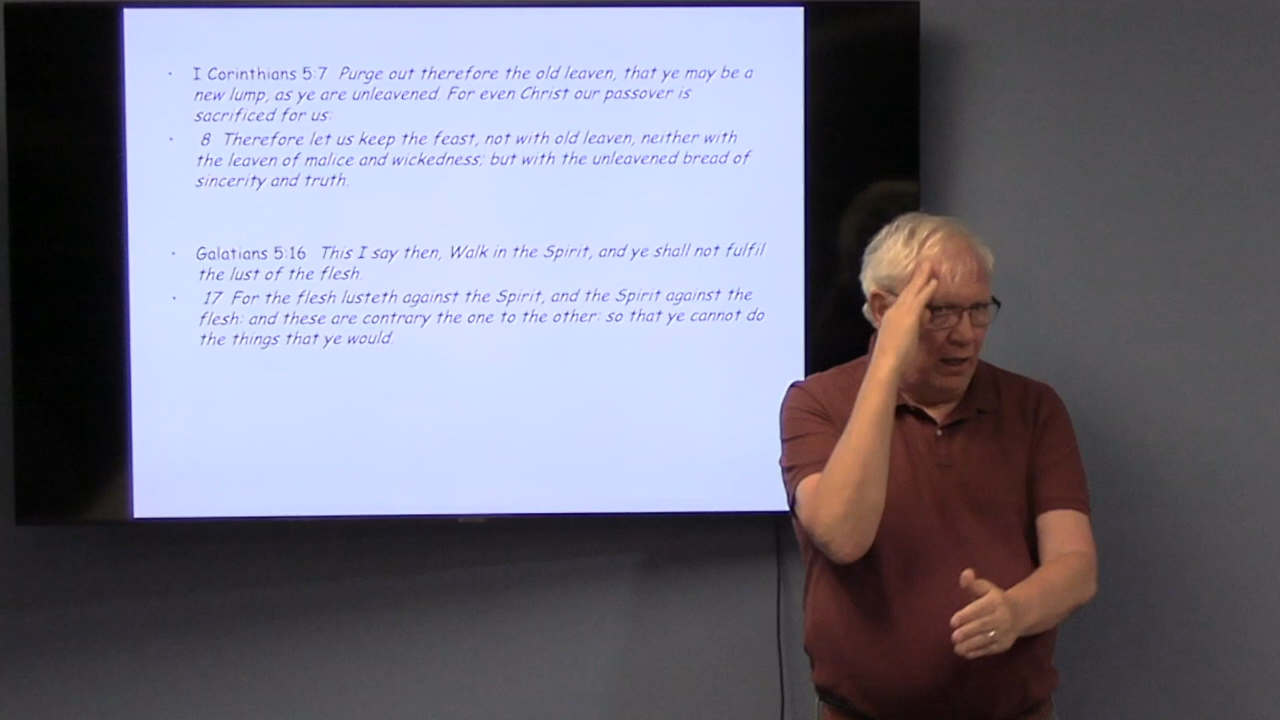 · I Corinthians 5:7 Purge out therefore the old leaven, that ye may be a
new lump, as ye are unleavened. For even Christ our passover is
sacrificed for us:
· 8 Therefore let us keep the feast, not with old leaven, neither with
the leaven of malice and wickedness; but with the unleavened bread of
sincerity and truth.
· Galatians 5:16 This I say then, Walk in the Spirit, and ye shall not fulfil
the lust of the flesh.
· 17 For the flesh lusteth against the Spirit, and the Spirit against the
flesh: and these are contrary the one to the other: so that ye cannot do
the things that ye would.